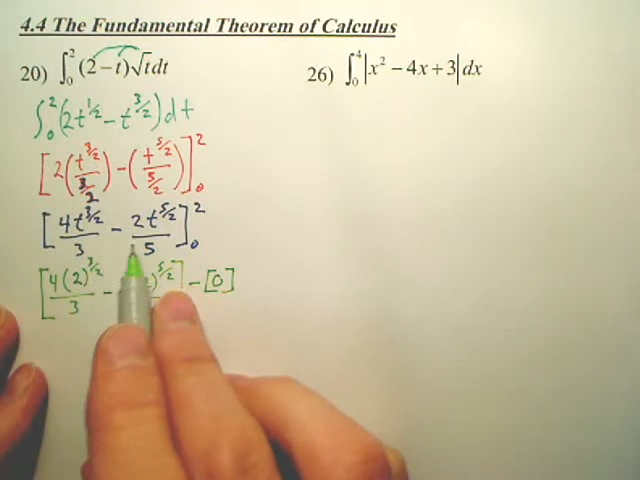 4.4 The Fundamental Theorem of Calculus
20) ∫₀² (2 − t)√t dt
26) ∫₀⁴ |x² − 4x + 3| dx
∫₀² (2t^{1/2} − t^{3/2}) dt
[2(t^{3/2}/(3/2)) − (t^{5/2}/(5/2))]₀²
[4t^{3/2}/3 − 2t^{5/2}/5]₀²
[4(2)^{3/2}/3 − )^{5/2}] − [0]